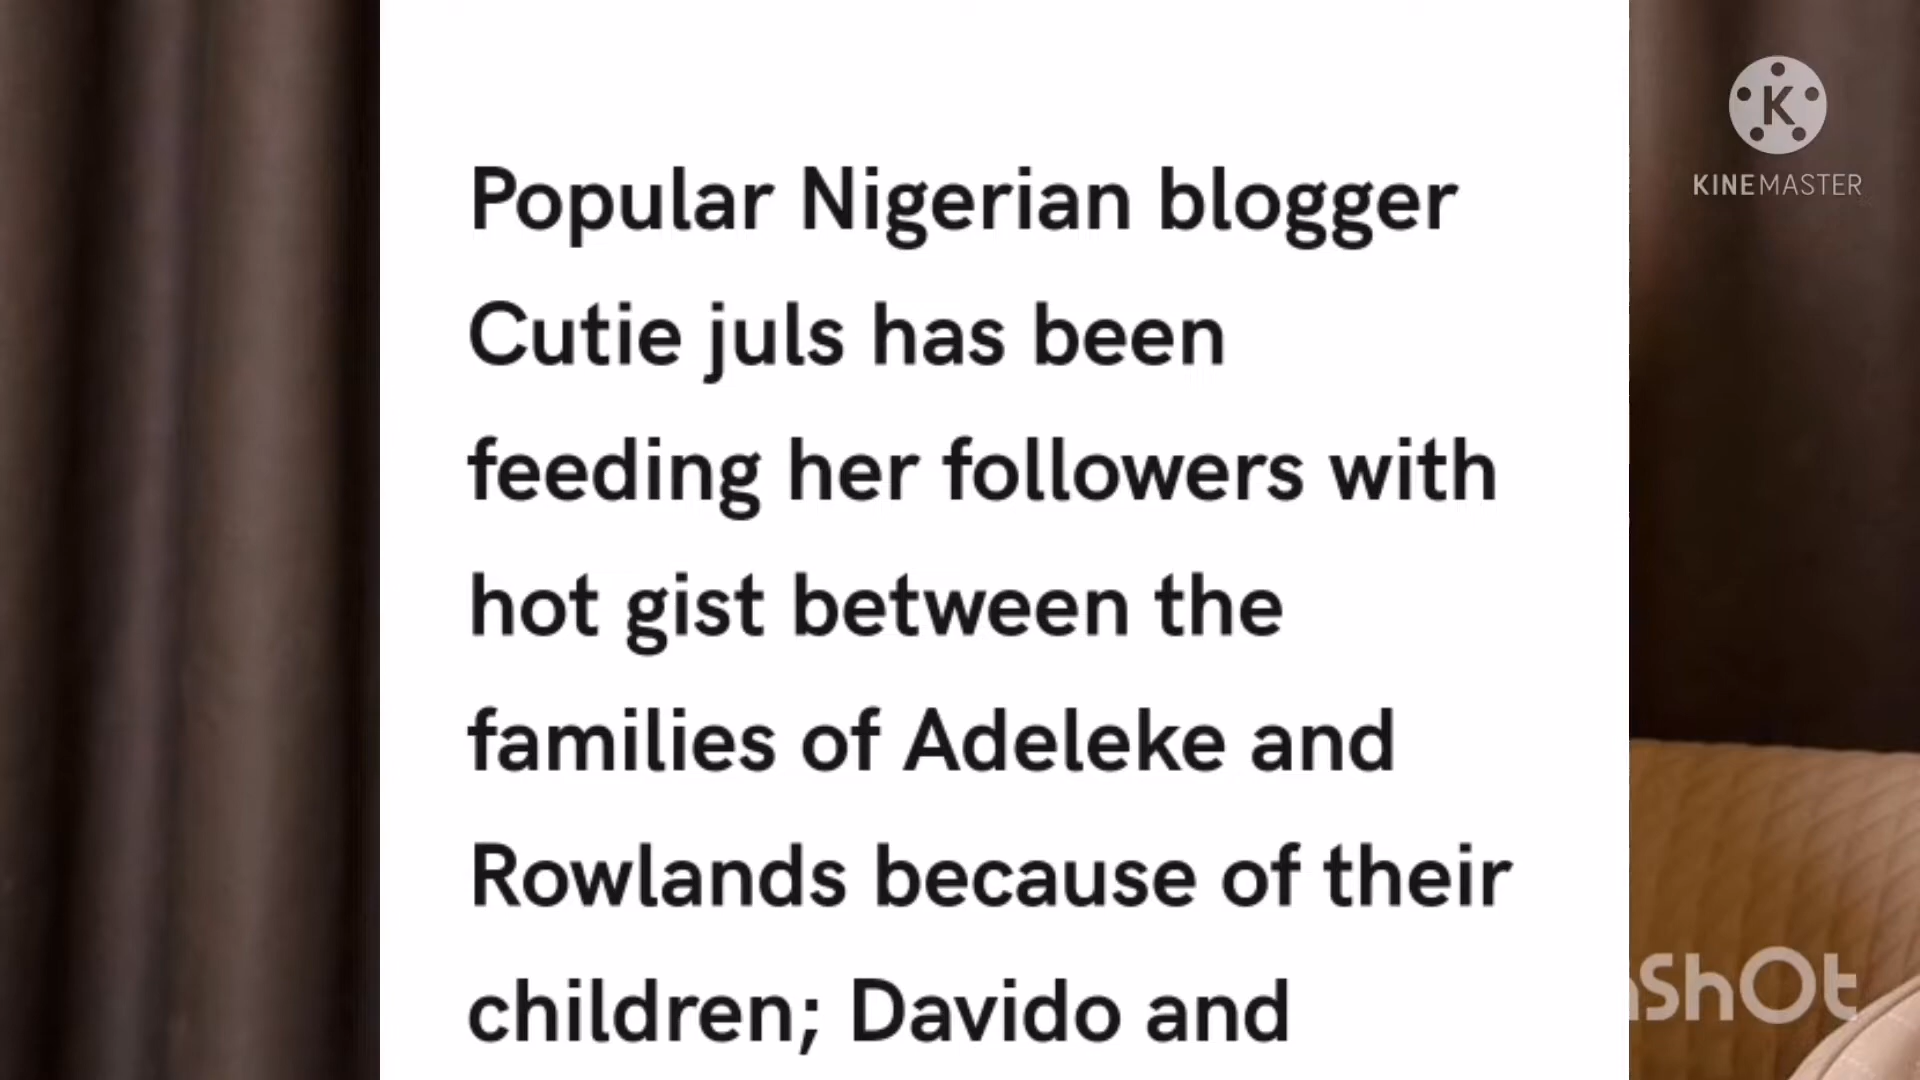 Popular Nigerian blogger
Cutie juls has been
feeding her followers with
hot gist between the
families of Adeleke and
Rowlands because of their
children; Davido and
K
KINEMASTER
ShOt